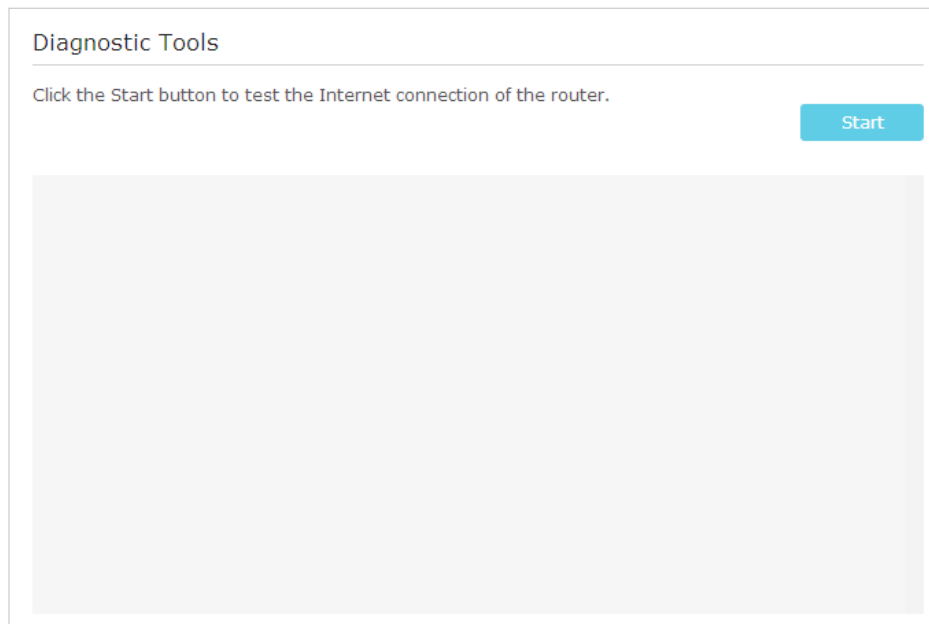 Diagnostic Tools
Click the Start button to test the Internet connection of the router.
Start